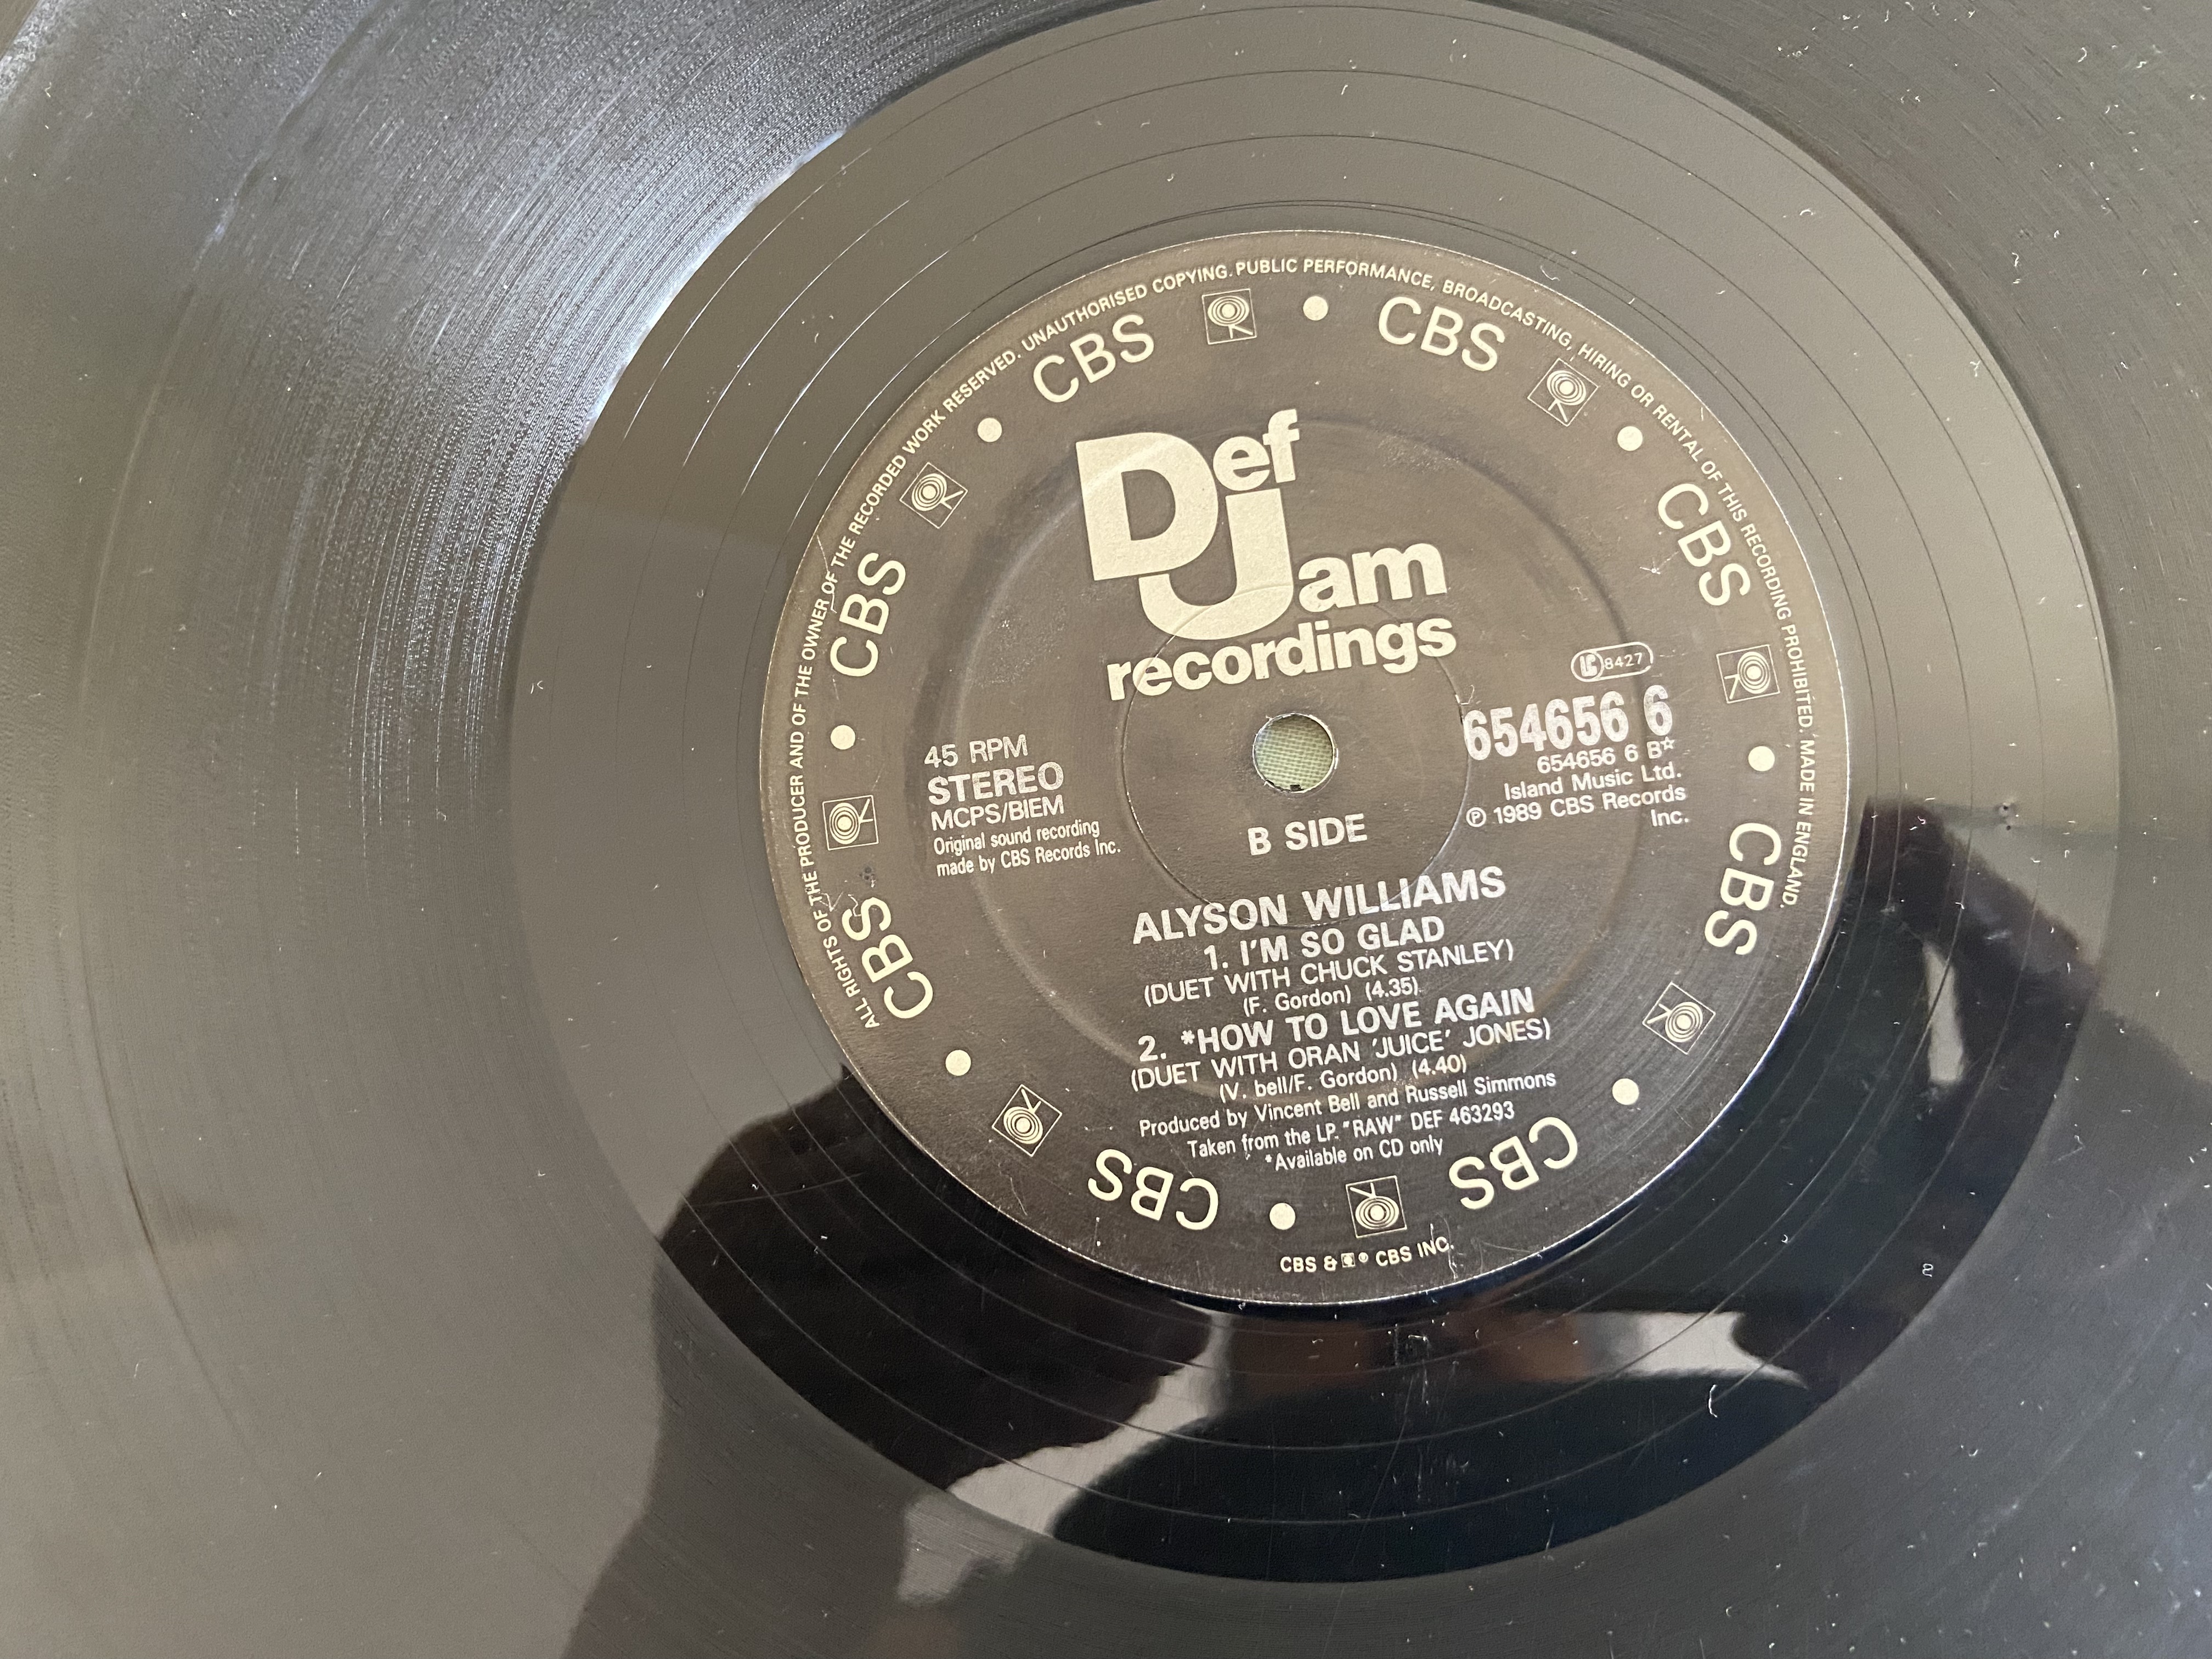 ALL RIGHTS OF THE PRODUCER AND OF THE OWNER OF THE RECORDED WORK RESERVED. UNAUTHORISED COPYING. PUBLIC PERFORMANCE, BROADCASTING, HIRING OR RENTAL OF THIS RECORDING PROHIBITED. MADE IN ENGLAND.
CBS
CBS
CBS
CBS
CBS
CBS
CBS
CBS
Def
Jam
recordings
LC 8427
654656 6
654656 6 B☆
Island Music Ltd.
℗ 1989 CBS Records
Inc.
45 RPM
STEREO
MCPS/BIEM
Original sound recording
made by CBS Records Inc.
B SIDE
ALYSON WILLIAMS
1. I'M SO GLAD
(DUET WITH CHUCK STANLEY)
(F. Gordon) (4.35)
2. *HOW TO LOVE AGAIN
(DUET WITH ORAN 'JUICE' JONES)
(V. bell/F. Gordon) (4.40)
Produced by Vincent Bell and Russell Simmons
Taken from the LP. "RAW" DEF 463293
*Available on CD only
CBS & ® CBS INC.